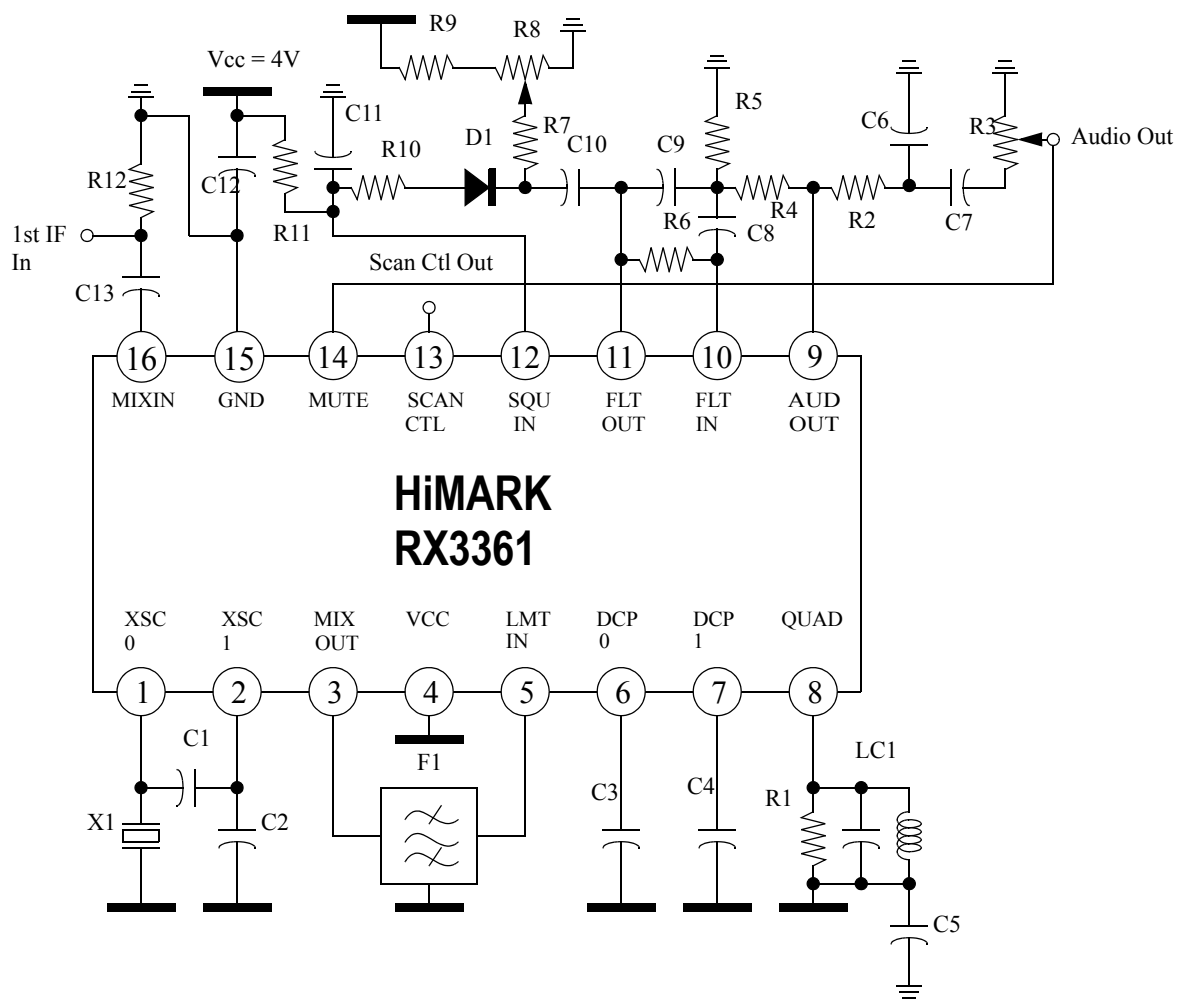 R9
R8
Vcc = 4V
C11
R5
C6
R3
Audio Out
D1
R7
C10
C9
R10
R12
C12
R4
R2
C7
R6
C8
1st IF
In
R11
Scan Ctl Out
C13
16
15
14
13
12
11
10
9
MIXIN
GND
MUTE
SCAN
CTL
SQU
IN
FLT
OUT
FLT
IN
AUD
OUT
HiMARK
RX3361
XSC
0
XSC
1
MIX
OUT
VCC
LMT
IN
DCP
0
DCP
1
QUAD
1
2
3
4
5
6
7
8
C1
F1
LC1
X1
C2
C3
C4
R1
C5